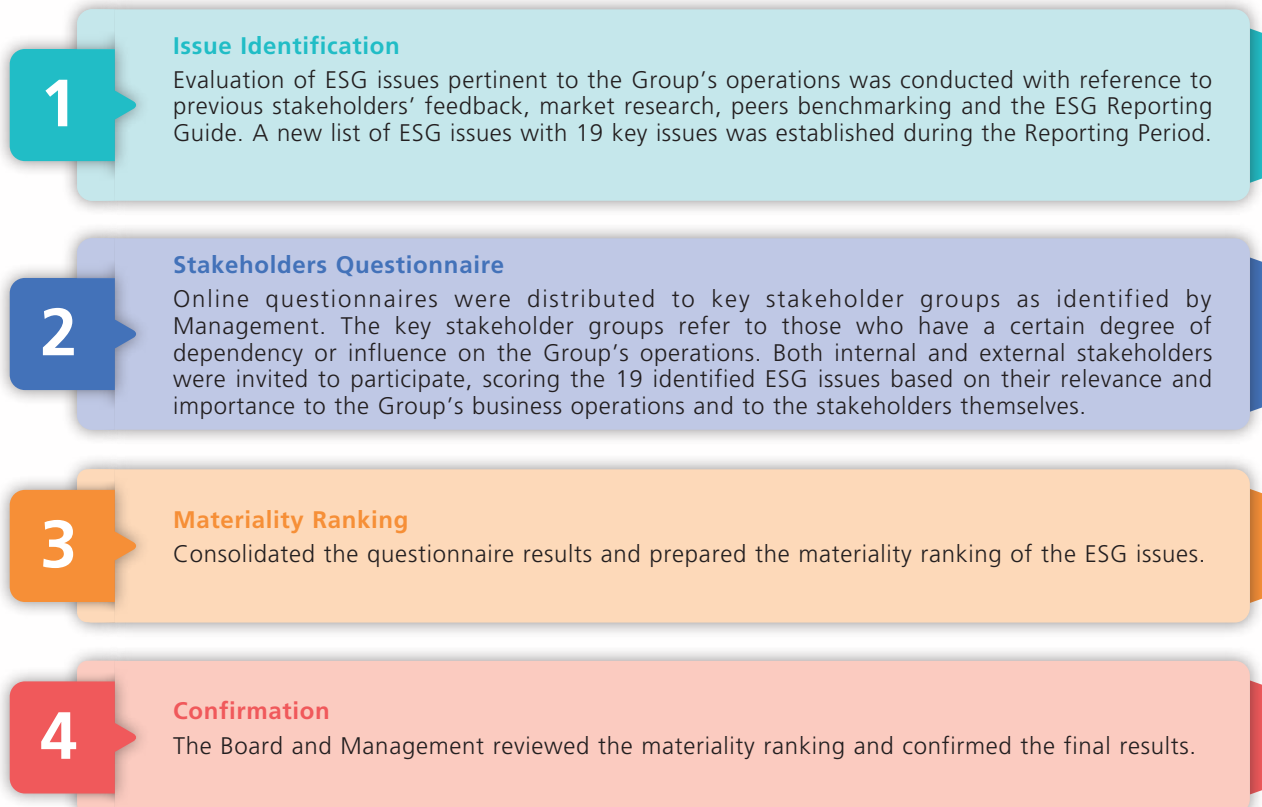 1
Issue Identification
Evaluation of ESG issues pertinent to the Group’s operations was conducted with reference to
previous stakeholders’ feedback, market research, peers benchmarking and the ESG Reporting
Guide. A new list of ESG issues with 19 key issues was established during the Reporting Period.
2
Stakeholders Questionnaire
Online questionnaires were distributed to key stakeholder groups as identified by
Management. The key stakeholder groups refer to those who have a certain degree of
dependency or influence on the Group’s operations. Both internal and external stakeholders
were invited to participate, scoring the 19 identified ESG issues based on their relevance and
importance to the Group’s business operations and to the stakeholders themselves.
3
Materiality Ranking
Consolidated the questionnaire results and prepared the materiality ranking of the ESG issues.
4
Confirmation
The Board and Management reviewed the materiality ranking and confirmed the final results.